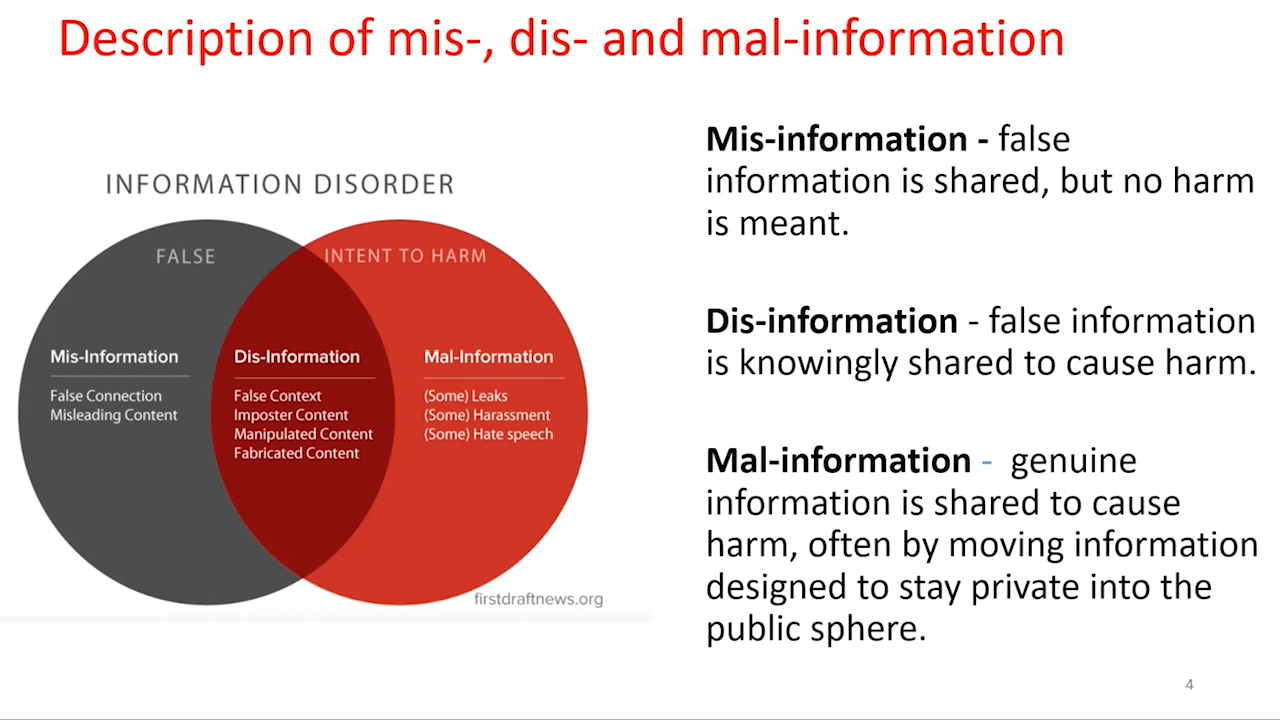 Description of mis-, dis- and mal-information
INFORMATION DISORDER
FALSE
INTENT TO HARM
Mis-Information
False Connection
Misleading Content
Dis-Information
False Context
Imposter Content
Manipulated Content
Fabricated Content
Mal-Information
(Some) Leaks
(Some) Harassment
(Some) Hate speech
firstdraftnews.org
Mis-information - false
information is shared, but no harm
is meant.
Dis-information - false information
is knowingly shared to cause harm.
Mal-information - genuine
information is shared to cause
harm, often by moving information
designed to stay private into the
public sphere.
4